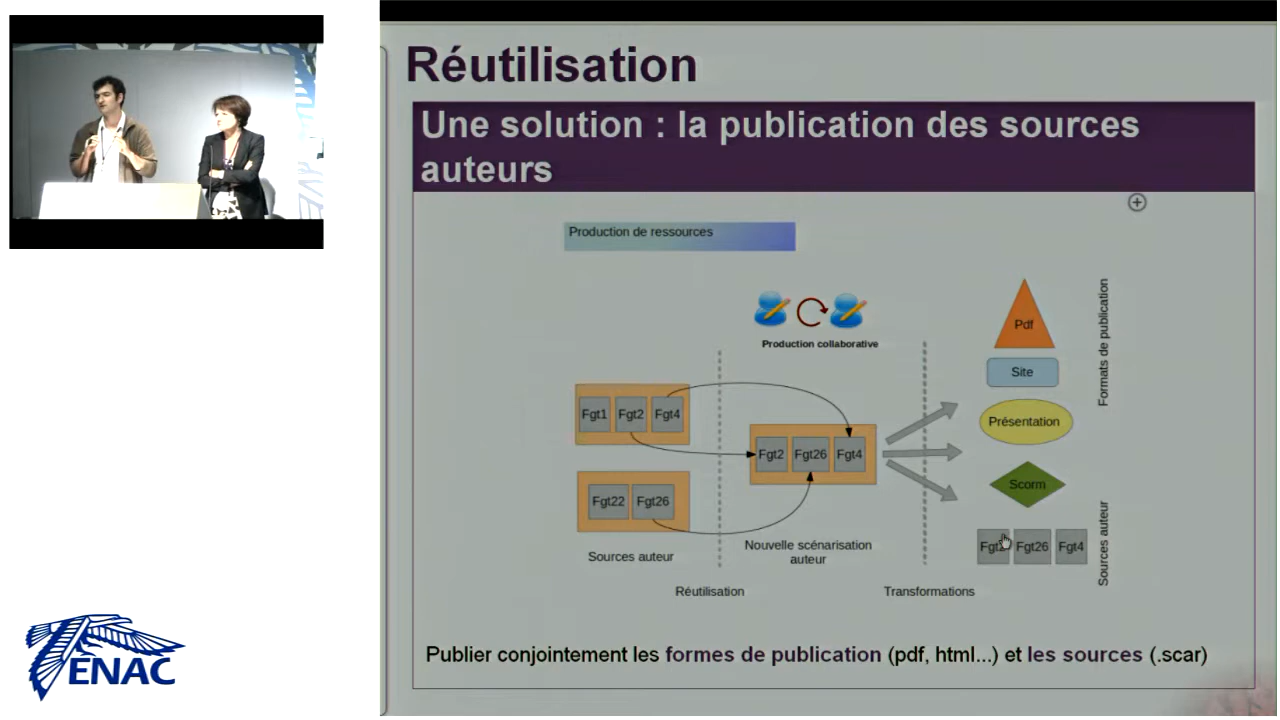 Réutilisation
Une solution : la publication des sources
auteurs
Production de ressources
Production collaborative
Pdf
Site
Présentation
Scorm
Formats de publication
Fgt1 Fgt2 Fgt4
Fgt2 Fgt26 Fgt4
Fgt22 Fgt26
Fgt26 Fgt4
Sources auteur
Sources auteur
Nouvelle scénarisation
auteur
Réutilisation
Transformations
Publier conjointement les formes de publication (pdf, html...) et les sources (.scar)
ENAC